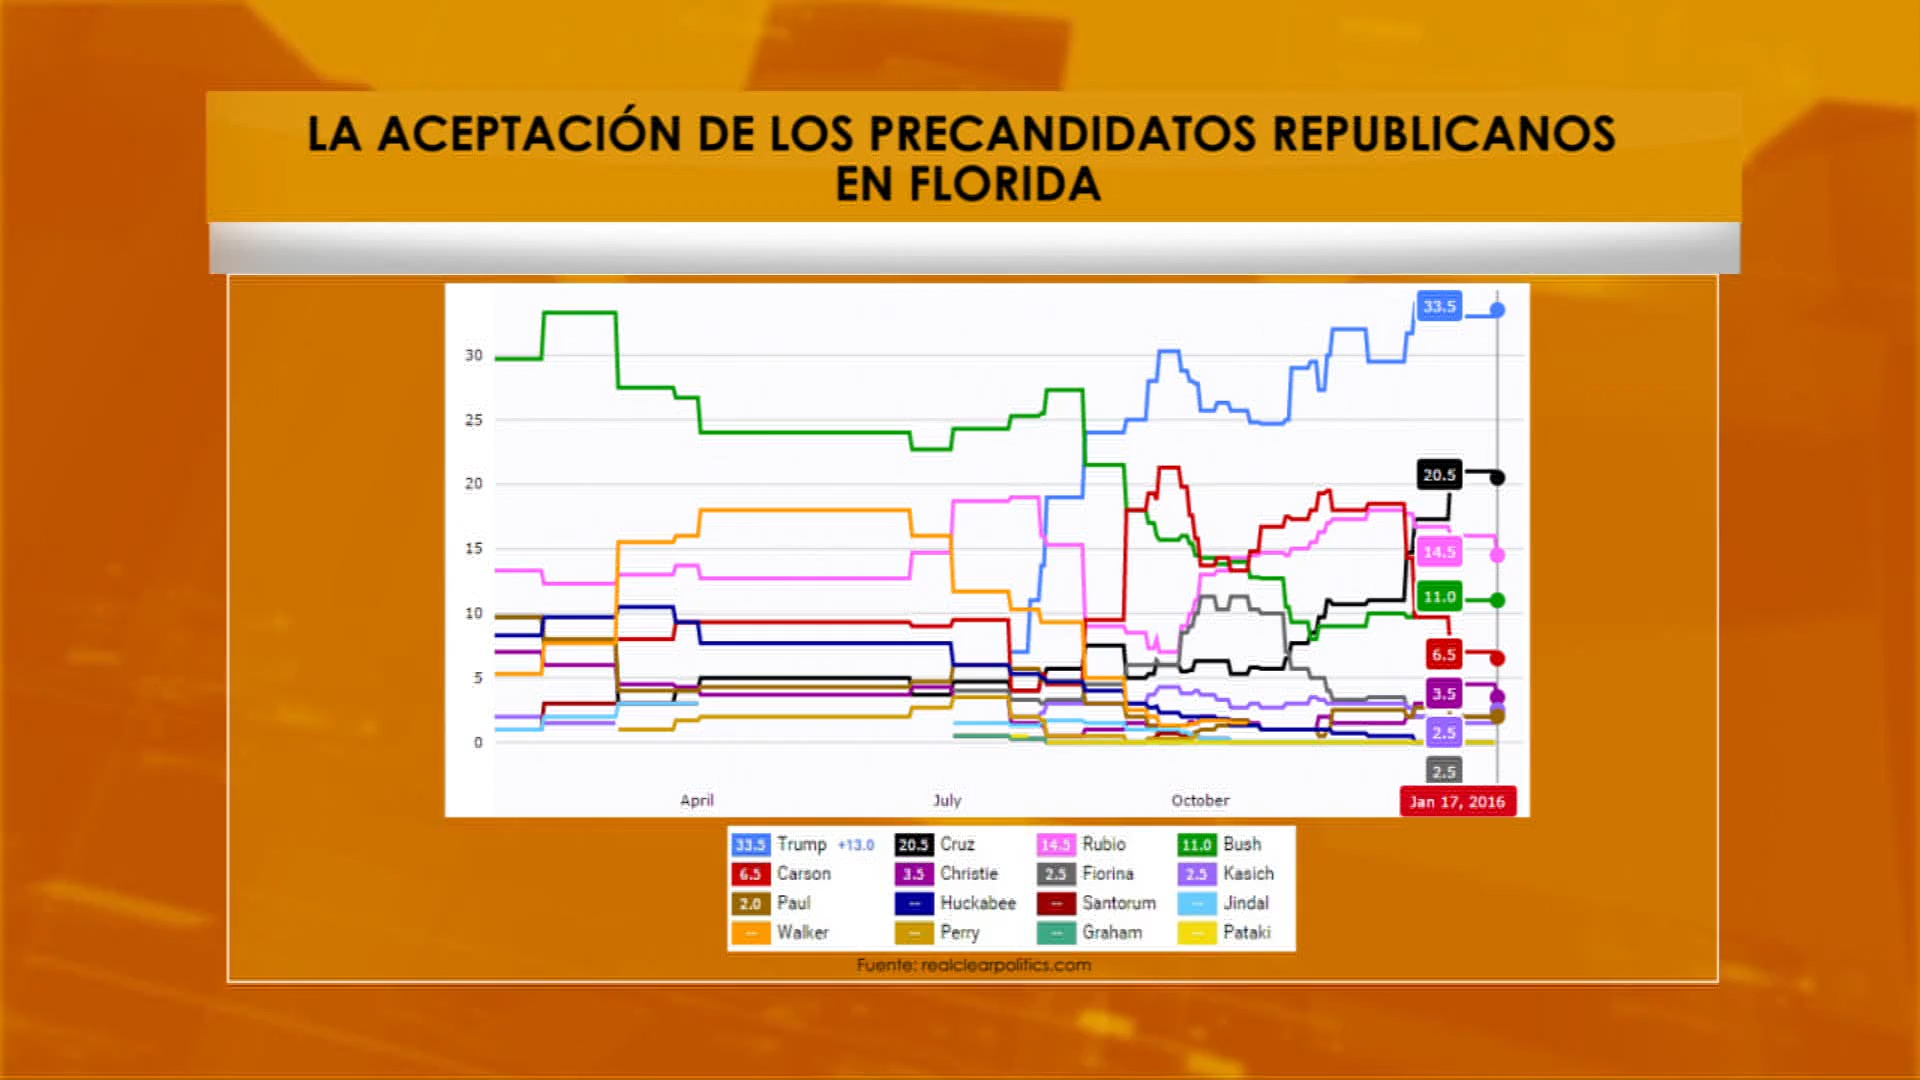 LA ACEPTACIÓN DE LOS PRECANDIDATOS REPUBLICANOS
EN FLORIDA
33.5
30
25
20
15
10
5
0
20.5
14.5
11.0
6.5
3.5
2.5
2.5
April July October Jan 17, 2016
33.5 Trump +13.0 20.5 Cruz 14.5 Rubio 11.0 Bush
6.5 Carson 3.5 Christie 2.5 Fiorina 2.5 Kasich
2.0 Paul -- Huckabee -- Santorum -- Jindal
-- Walker -- Perry -- Graham -- Pataki
Fuente: realclearpolitics.com